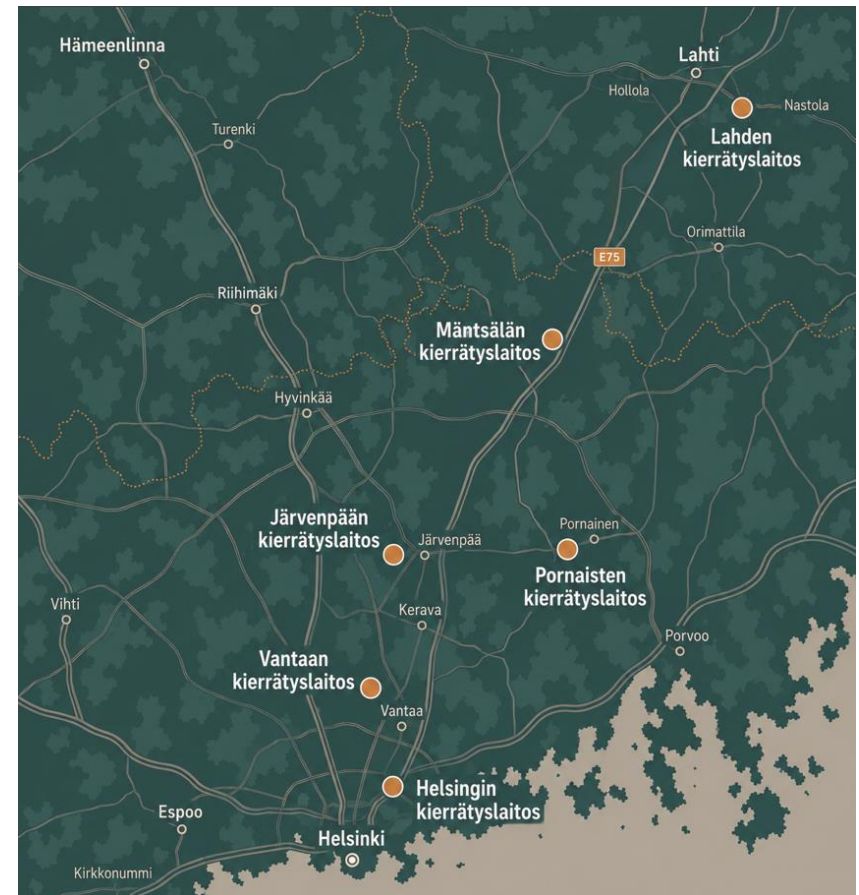 Hämeenlinna
Lahti
Hollola
Nastola
Turenki
Lahden
kierrätyslaitos
Orimattila
E75
Riihimäki
Mäntsälän
kierrätyslaitos
Hyvinkää
Järvenpään
kierrätyslaitos
Järvenpää
Pornainen
Pornaisten
kierrätyslaitos
Vihti
Kerava
Porvoo
Vantaan
kierrätyslaitos
Vantaa
Helsingin
kierrätyslaitos
Espoo
Helsinki
Kirkkonummi